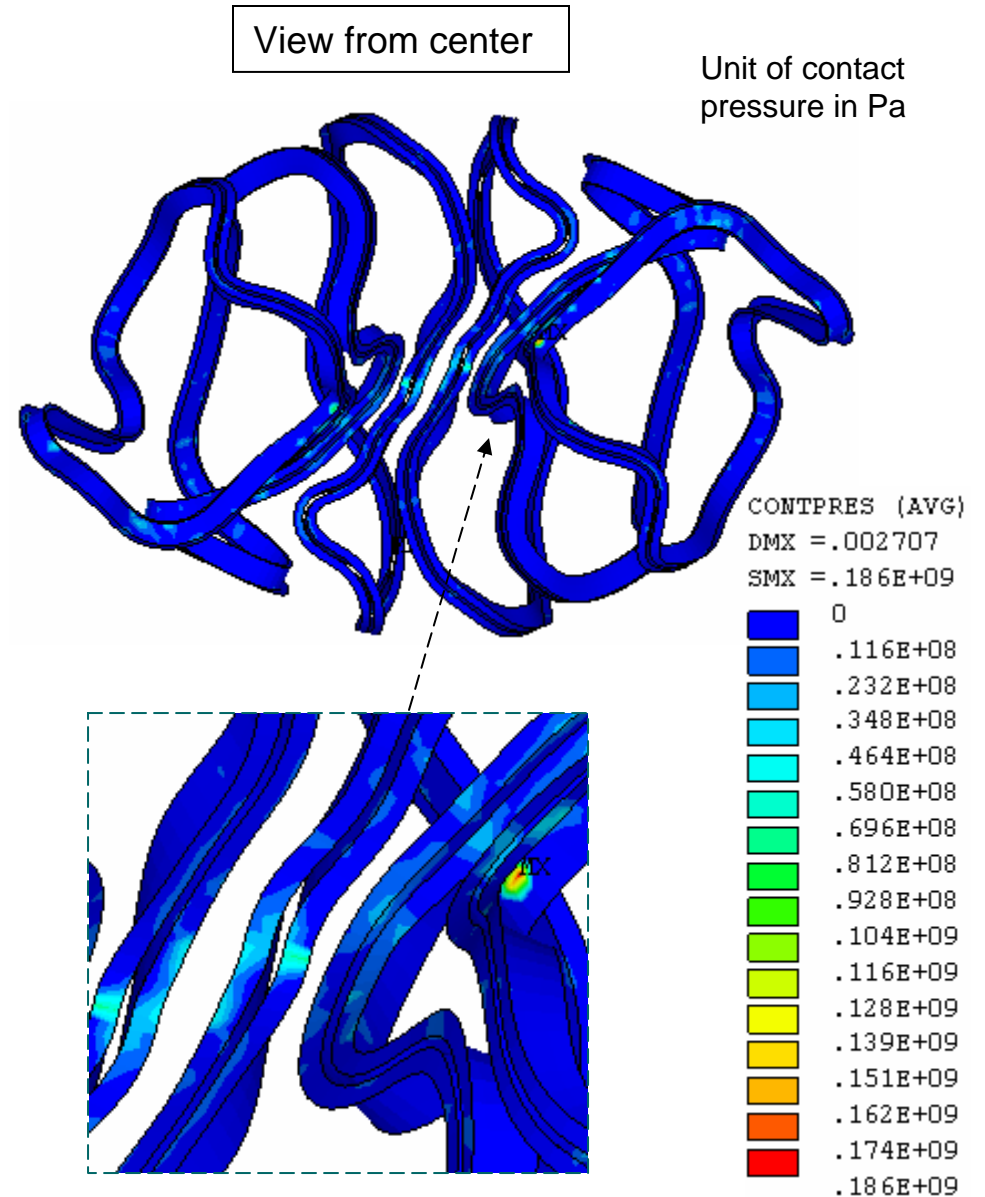 View from center
Unit of contact
pressure in Pa
MX
CONTPRES (AVG)
DMX =.002707
SMX =.186E+09
0
.116E+08
.232E+08
.348E+08
.464E+08
.580E+08
.696E+08
.812E+08
.928E+08
.104E+09
.116E+09
.128E+09
.139E+09
.151E+09
.162E+09
.174E+09
.186E+09
MX